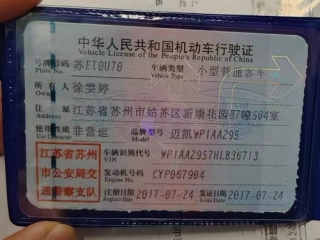 中华人民共和国机动车行驶证
Vehicle License of the People's Republic of China
号牌号码 苏E1GU70 车辆类型 小型普通客车
Plate No. Vehicle Type
所有人 徐雯婷
Owner
住址 江苏省苏州市姑苏区新康花园87幢504室
Address
使用性质 非营运 品牌型号 迈凯WP1AA295
Use Character Model
江苏省苏州市公安局交通警察支队
车辆识别代号 WP1AA2957HLB36713
VIN
发动机号码 CYP067904
Engine No.
注册日期 2017-07-24 发证日期 2017-07-24
Register Date Issue Date